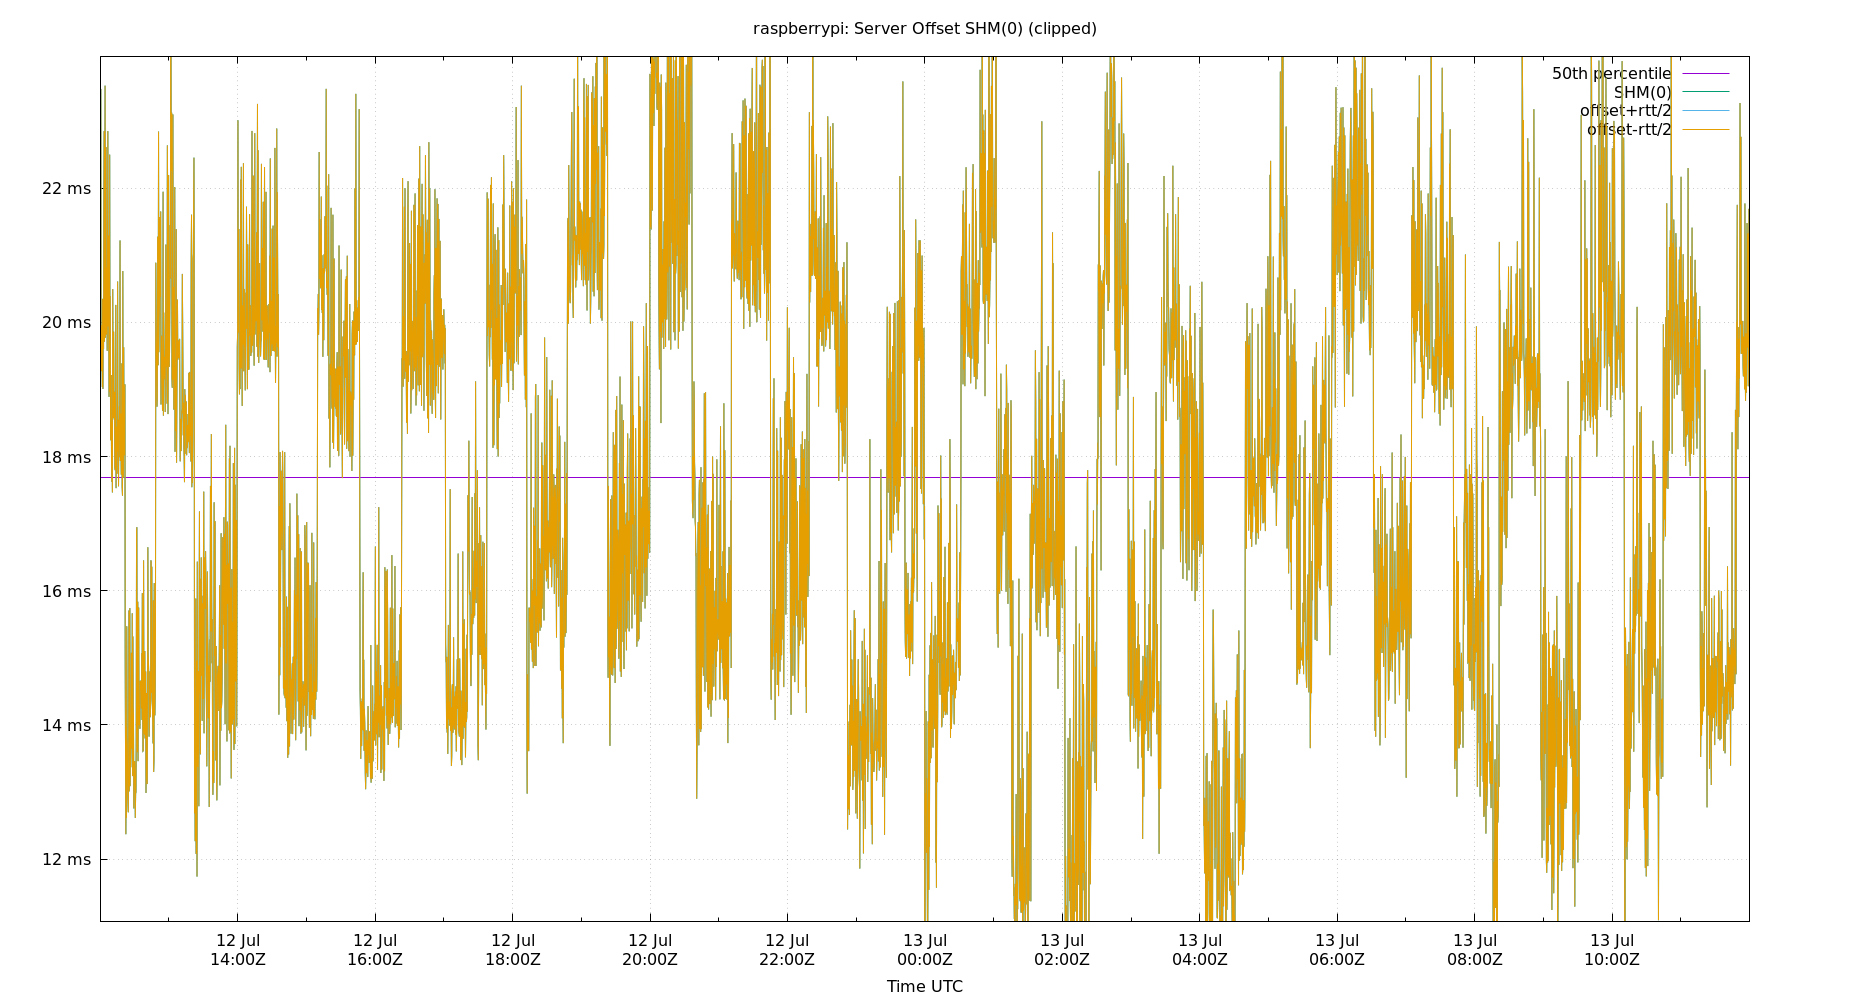 raspberrypi: Server Offset SHM(0) (clipped)
50th percentile
SHM(0)
offset+rtt/2
offset-rtt/2
22 ms
20 ms
18 ms
16 ms
14 ms
12 ms
12 Jul 12 Jul 12 Jul 12 Jul 12 Jul 13 Jul 13 Jul 13 Jul 13 Jul 13 Jul 13 Jul
14:00Z 16:00Z 18:00Z 20:00Z 22:00Z 00:00Z 02:00Z 04:00Z 06:00Z 08:00Z 10:00Z
Time UTC